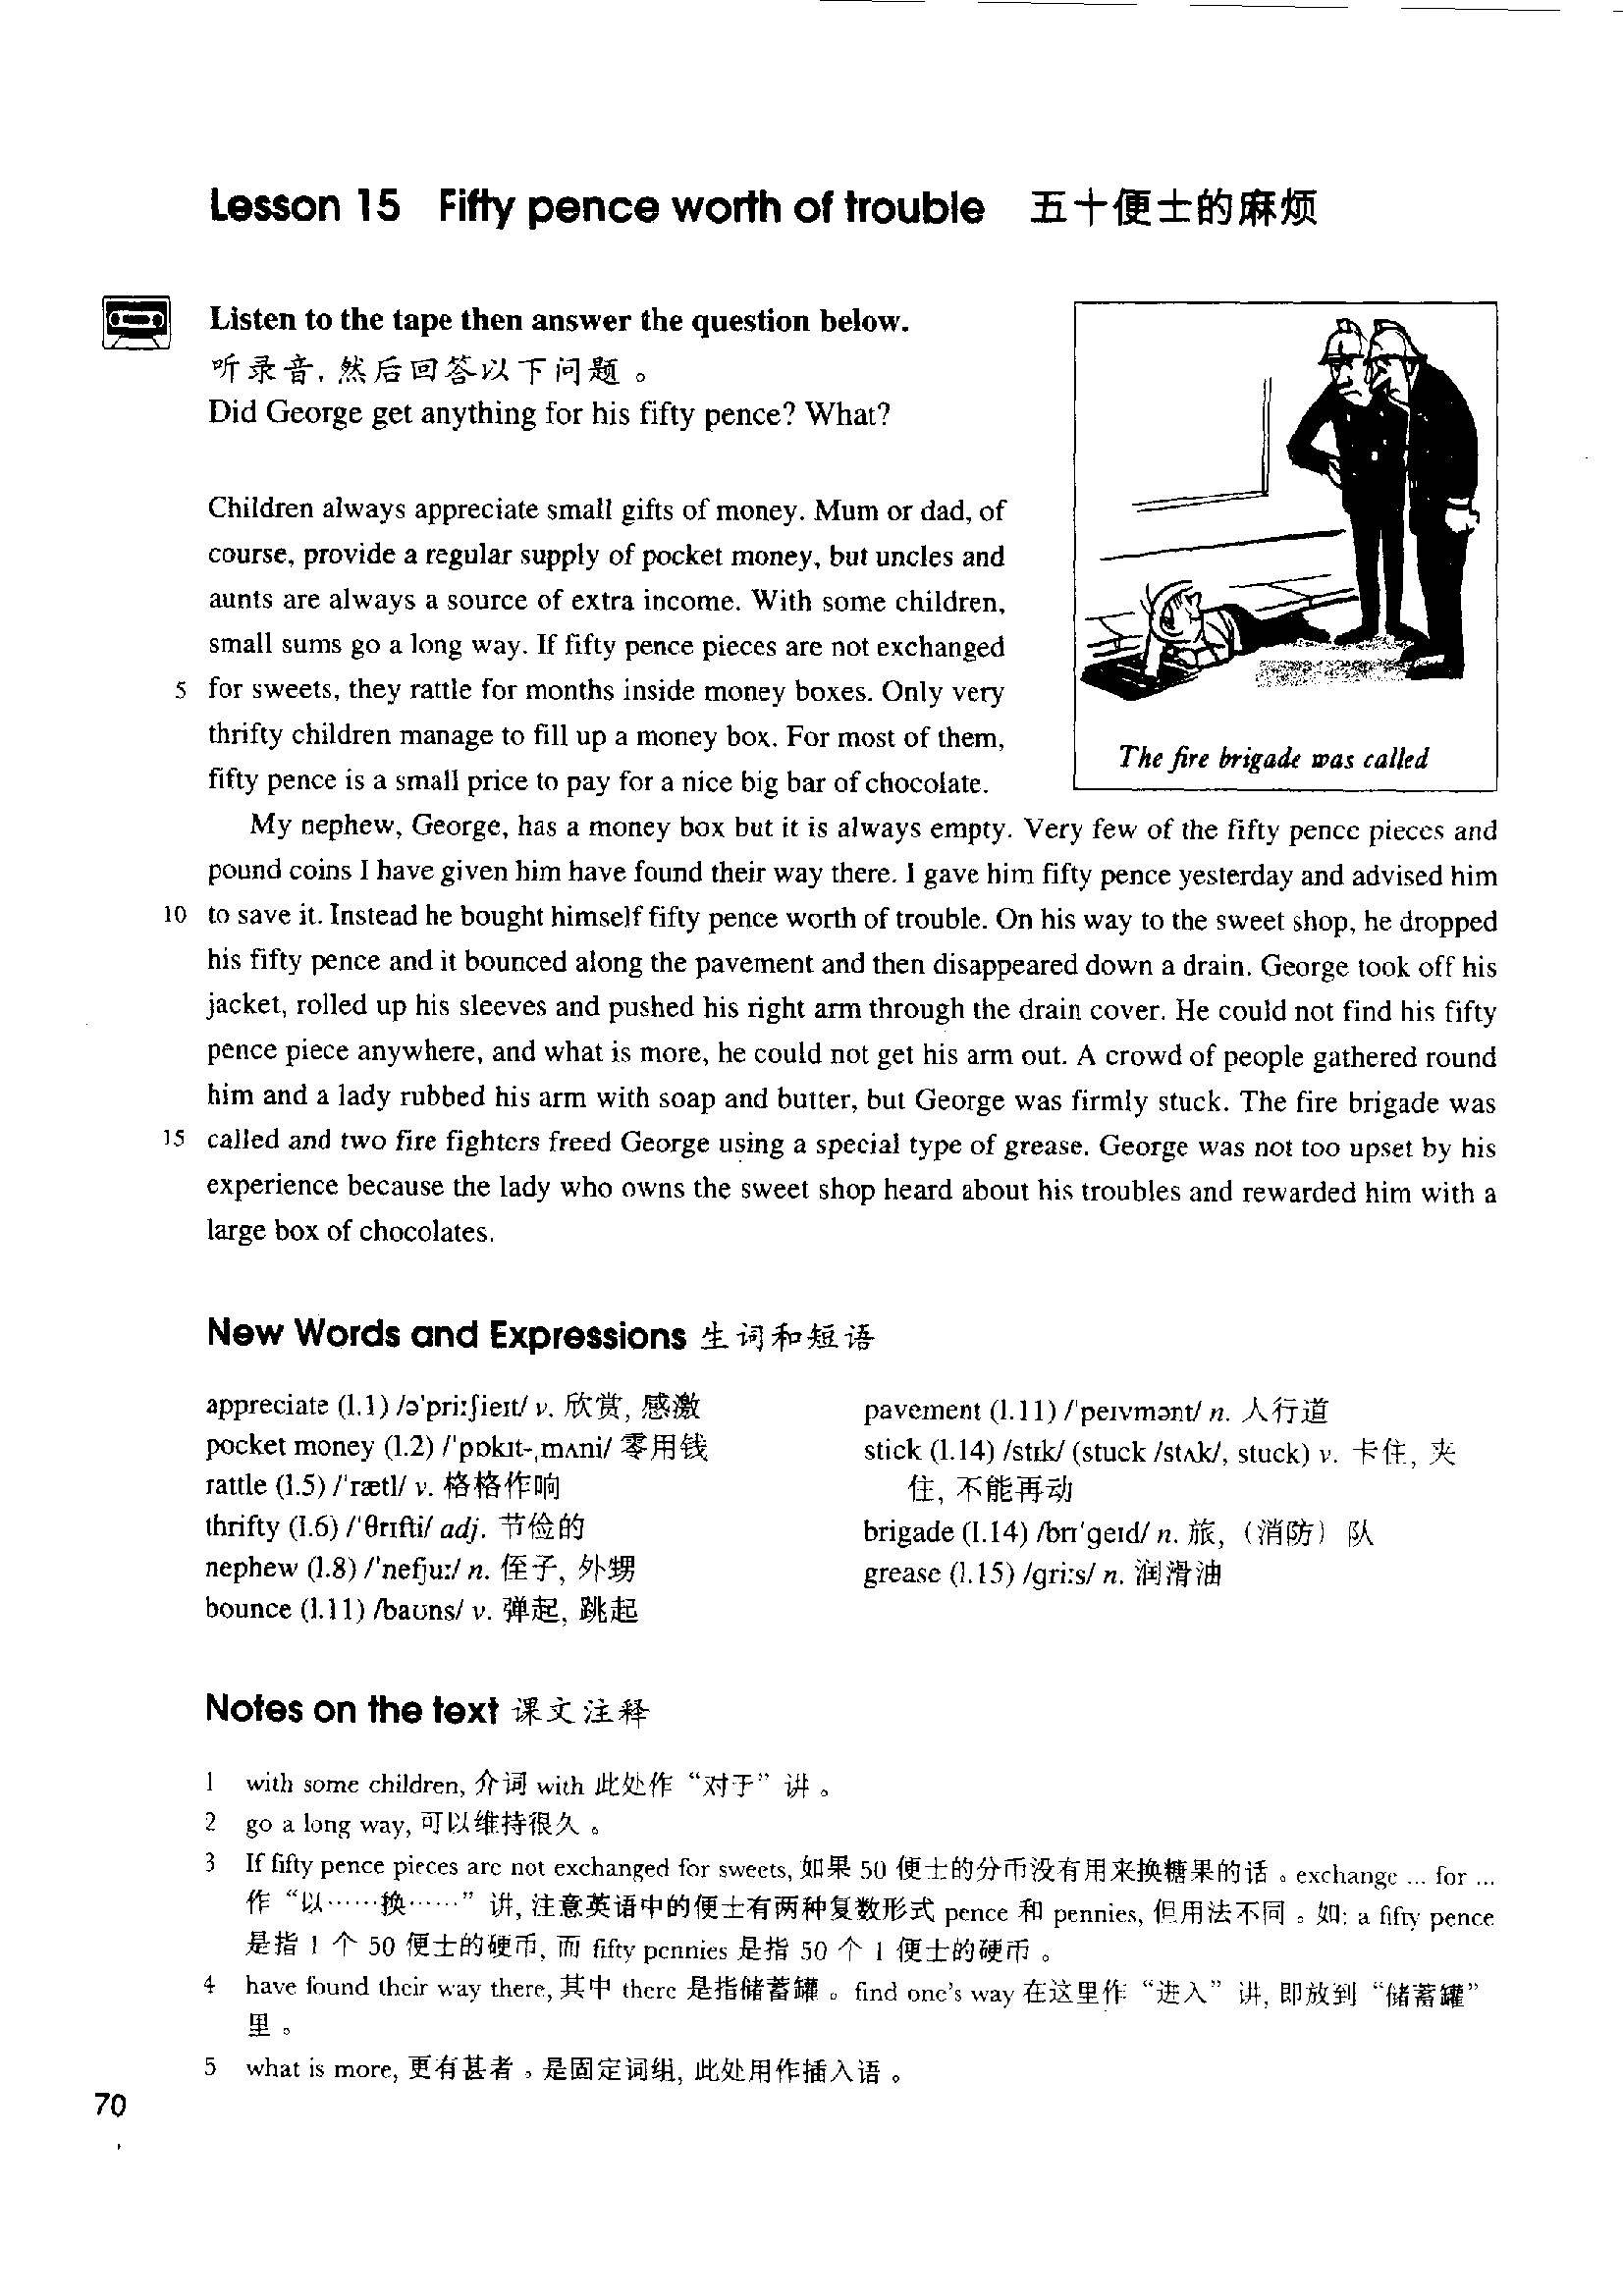 Lesson 15 Fifty pence worth of trouble 五十便士的麻烦
Listen to the tape then answer the question below.
听录音,然后回答以下问题。
Did George get anything for his fifty pence? What?
Children always appreciate small gifts of money. Mum or dad, of
course, provide a regular supply of pocket money, but uncles and
aunts are always a source of extra income. With some children,
small sums go a long way. If fifty pence pieces are not exchanged
5 for sweets, they rattle for months inside money boxes. Only very
thrifty children manage to fill up a money box. For most of them,
fifty pence is a small price to pay for a nice big bar of chocolate.
The fire brigade was called
My nephew, George, has a money box but it is always empty. Very few of the fifty pence pieces and
pound coins I have given him have found their way there. I gave him fifty pence yesterday and advised him
10 to save it. Instead he bought himself fifty pence worth of trouble. On his way to the sweet shop, he dropped
his fifty pence and it bounced along the pavement and then disappeared down a drain. George took off his
jacket, rolled up his sleeves and pushed his right arm through the drain cover. He could not find his fifty
pence piece anywhere, and what is more, he could not get his arm out. A crowd of people gathered round
him and a lady rubbed his arm with soap and butter, but George was firmly stuck. The fire brigade was
15 called and two fire fighters freed George using a special type of grease. George was not too upset by his
experience because the lady who owns the sweet shop heard about his troubles and rewarded him with a
large box of chocolates.
New Words and Expressions 生词和短语
appreciate (l.1) /ə'priːʃieɪt/ v. 欣赏, 感激
pocket money (l.2) /'pɒkɪt-ˌmʌni/ 零用钱
rattle (l.5) /'rætl/ v. 格格作响
thrifty (l.6) /'θrɪfti/ adj. 节俭的
nephew (l.8) /'nefjuː/ n. 侄子, 外甥
bounce (l.11) /baʊns/ v. 弹起, 跳起
pavement (l.11) /'peɪvmənt/ n. 人行道
stick (l.14) /stɪk/ (stuck /stʌk/, stuck) v. 卡住, 夹
住, 不能再动
brigade (l.14) /brɪ'geɪd/ n. 旅, (消防) 队
grease (l.15) /griːs/ n. 润滑油
Notes on the text 课文注释
1 with some children, 介词 with 此处作 “对于” 讲。
2 go a long way, 可以维持很久。
3 If fifty pence pieces are not exchanged for sweets, 如果 50 便士的分币没有用来换糖果的话。exchange ... for ...
作 “以……换……” 讲, 注意英语中的便士有两种复数形式 pence 和 pennies, 但用法不同。如: a fifty pence
是指 1 个 50 便士的硬币, 而 fifty pennies 是指 50 个 1 便士的硬币。
4 have found their way there, 其中 there 是指储蓄罐。find one's way 在这里作 “进入” 讲, 即放到 “储蓄罐”
里。
5 what is more, 更有甚者。是固定词组, 此处用作插入语。
70